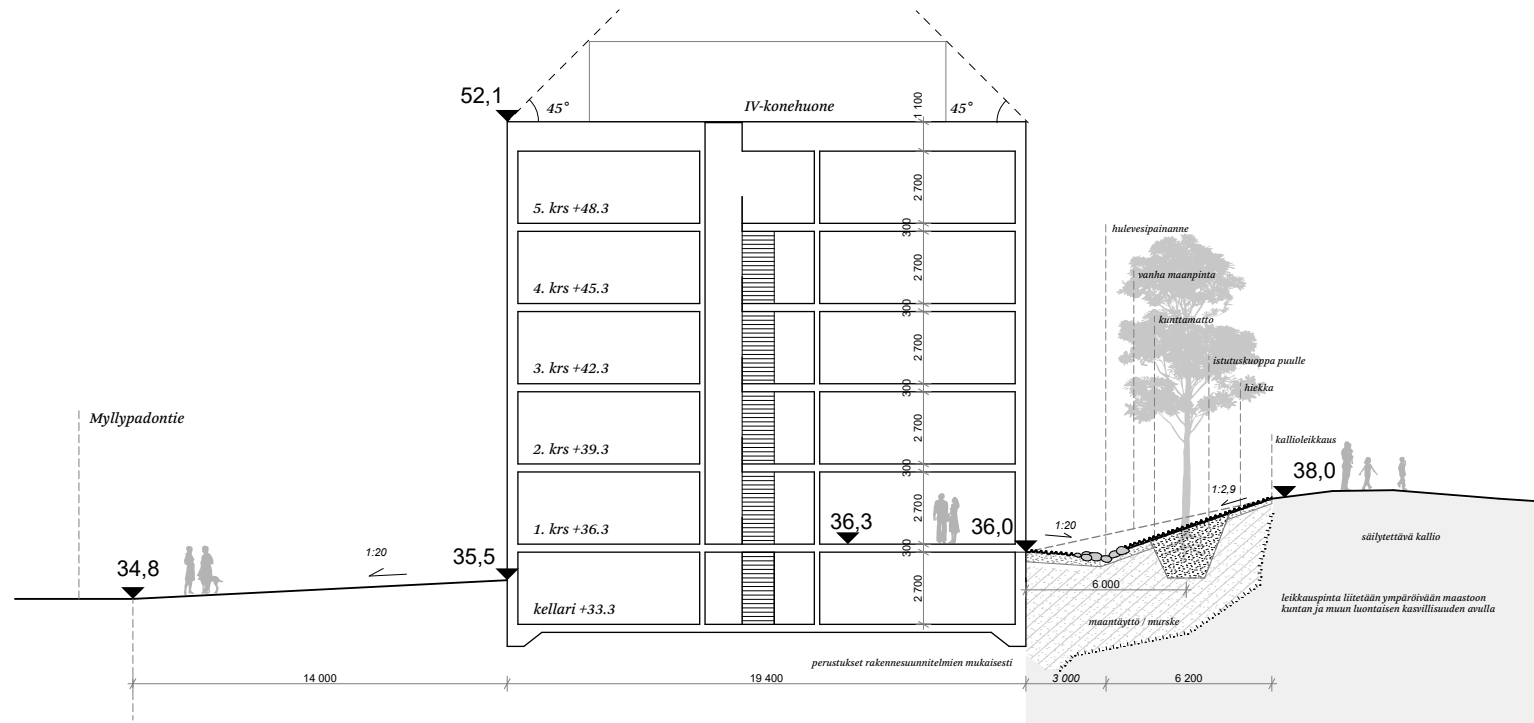 52,1
45°
IV-konehuone
45°
1 100
2 700
5. krs +48.3
300
hulevesipainanne
2 700
vanha maanpinta
4. krs +45.3
300
kunttamatto
2 700
istutuskuoppa puulle
3. krs +42.3
300
hiekka
Myllypadontie
2 700
2. krs +39.3
kallioleikkaus
300
38,0
2 700
1:2,9
1. krs +36.3
36,3
36,0
1:20
säilytettävä kallio
300
1:20
35,5
34,8
2 700
6 000
kellari +33.3
leikkauspinta liitetään ympäröivään maastoon
kuntan ja muun luontaisen kasvillisuuden avulla
maantäyttö / murske
perustukset rakennesuunnitelmien mukaisesti
14 000
19 400
3 000
6 200